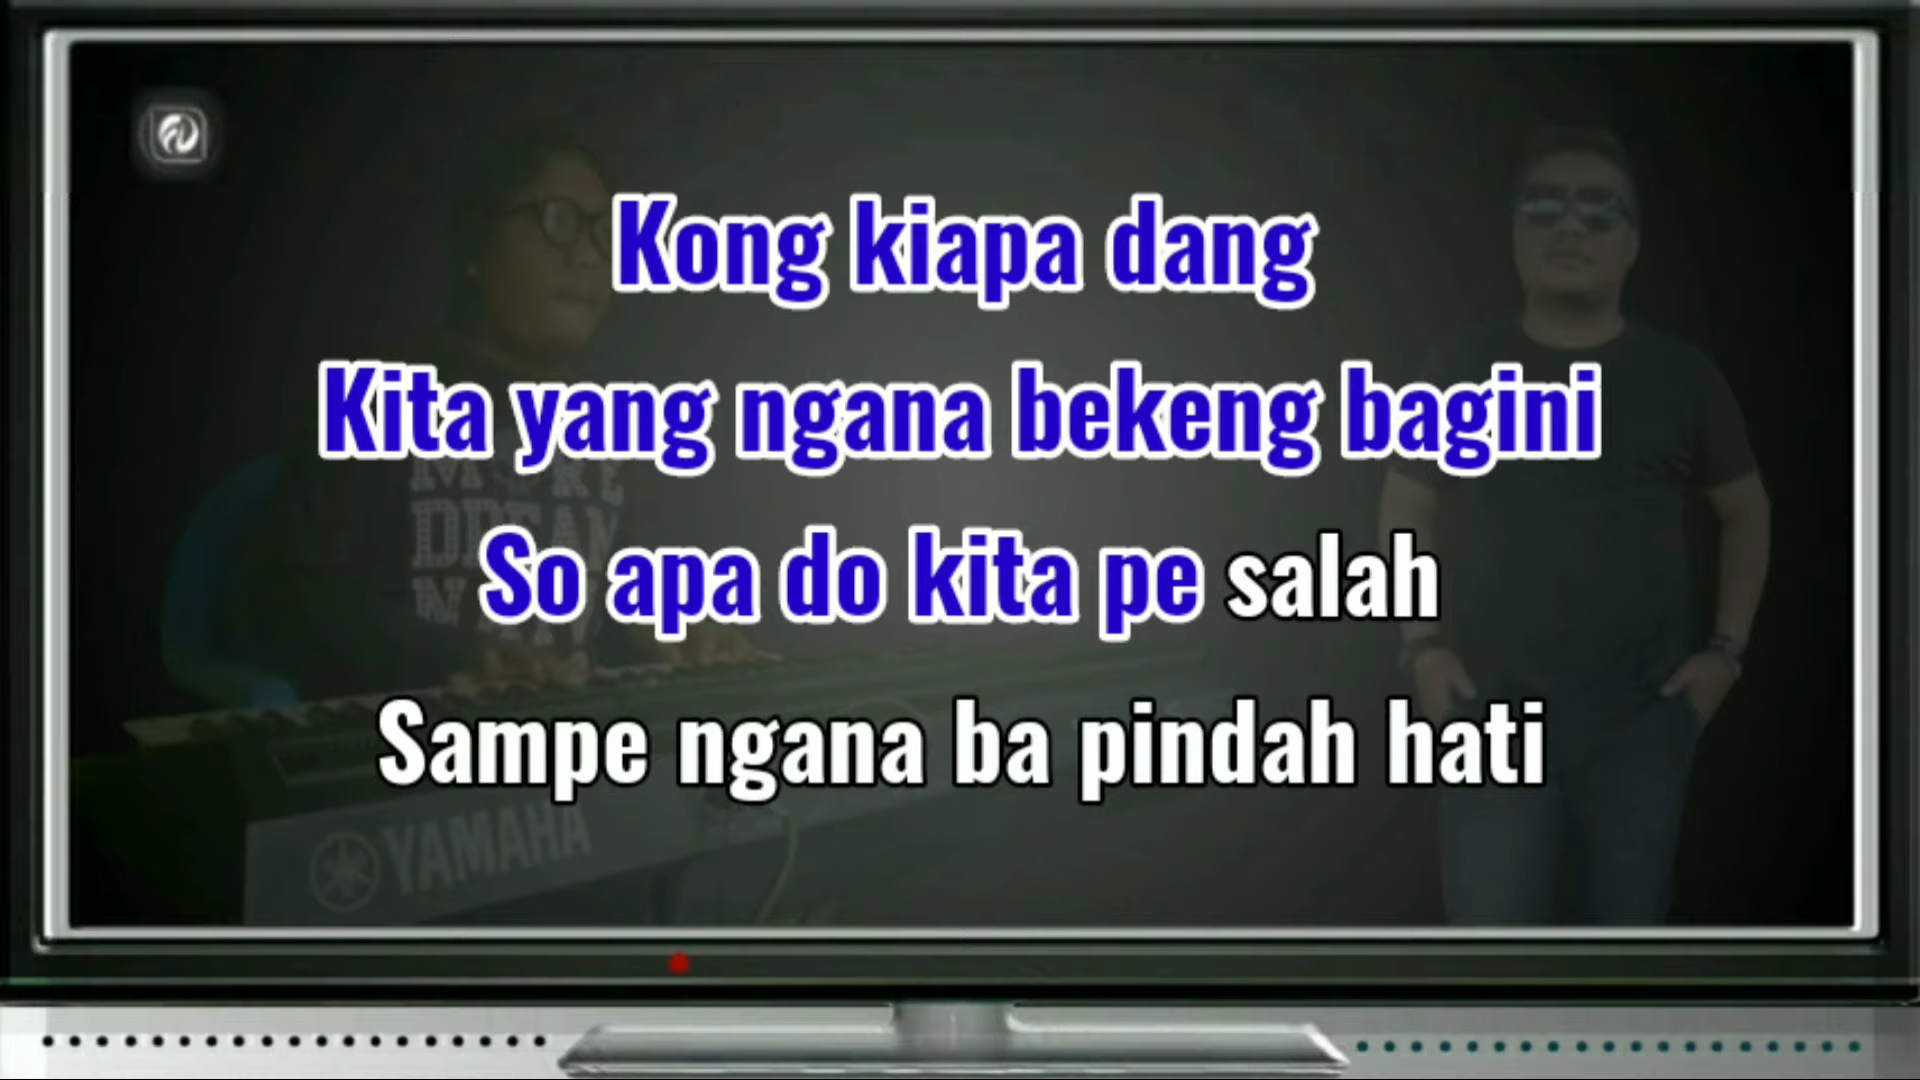 Kong kiapa dang
Kita yang ngana bekeng bagini
So apa do kita pe salah
Sampe ngana ba pindah hati
YAMAHA